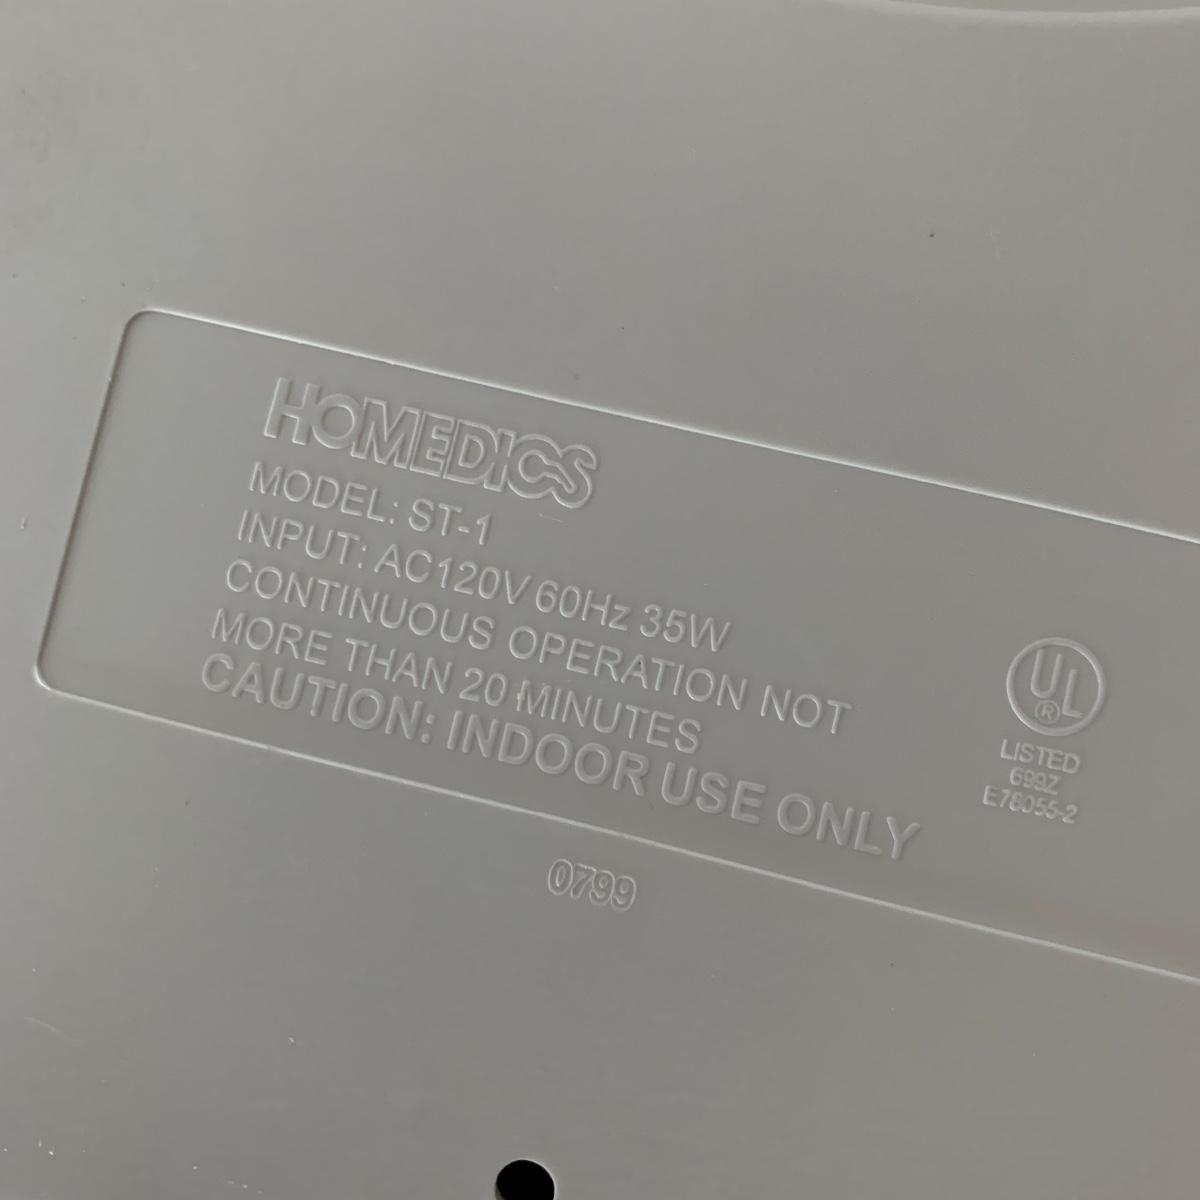 HOMEDICS
MODEL: ST-1
INPUT: AC120V 60Hz 35W
CONTINUOUS OPERATION NOT
MORE THAN 20 MINUTES
CAUTION: INDOOR USE ONLY
UL
®
LISTED
699Z
E76055-2
0799